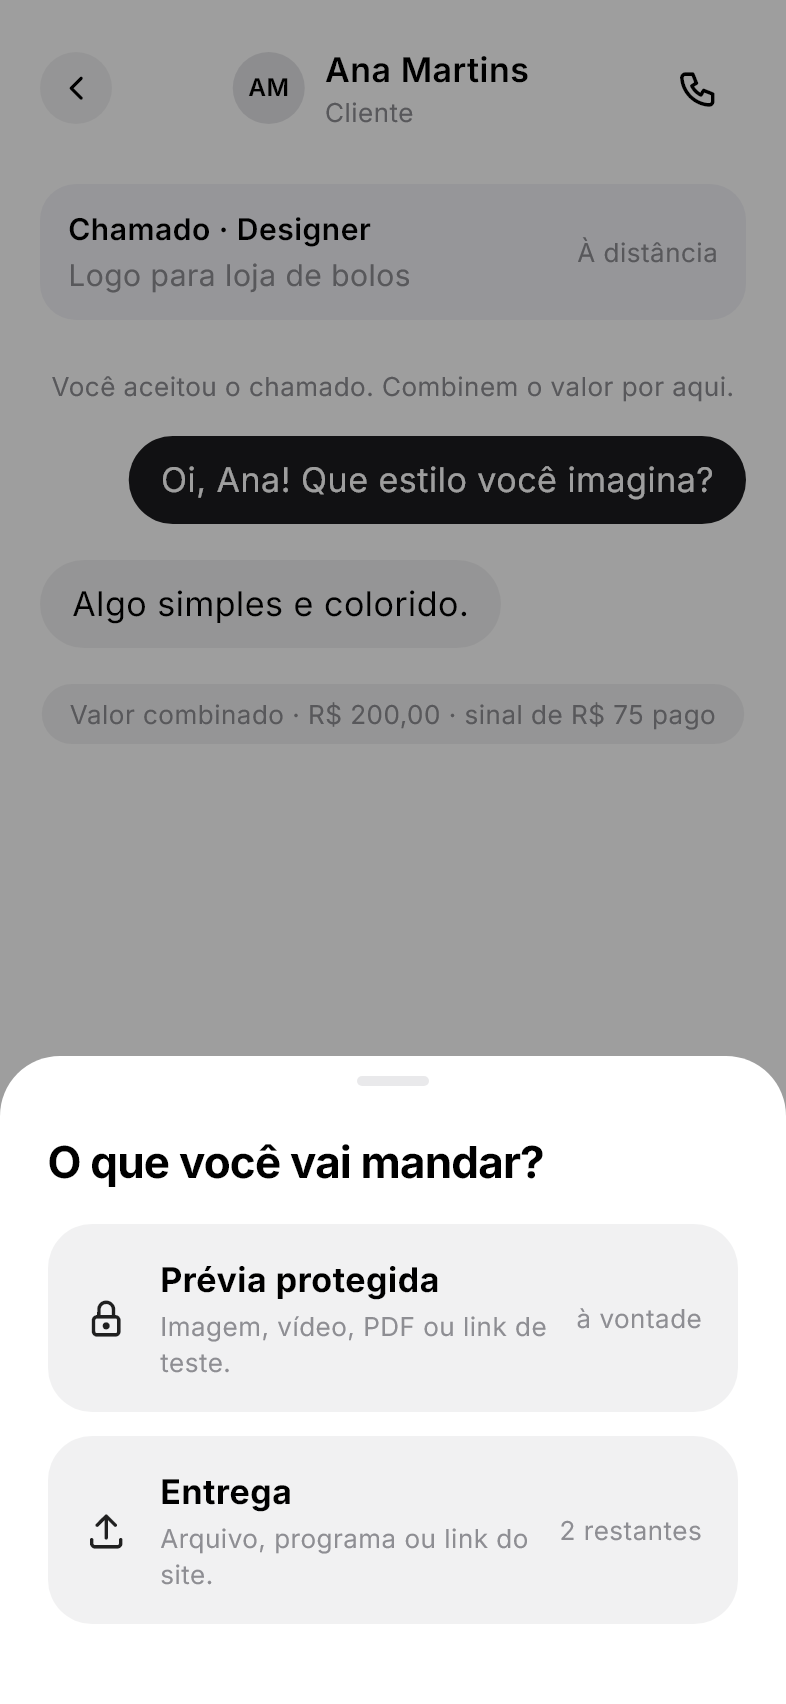 AM
Ana Martins
Cliente
Chamado · Designer
Logo para loja de bolos
À distância
Você aceitou o chamado. Combinem o valor por aqui.
Oi, Ana! Que estilo você imagina?
Algo simples e colorido.
Valor combinado · R$ 200,00 · sinal de R$ 75 pago
O que você vai mandar?
Prévia protegida
Imagem, vídeo, PDF ou link de
teste.
à vontade
Entrega
Arquivo, programa ou link do
site.
2 restantes